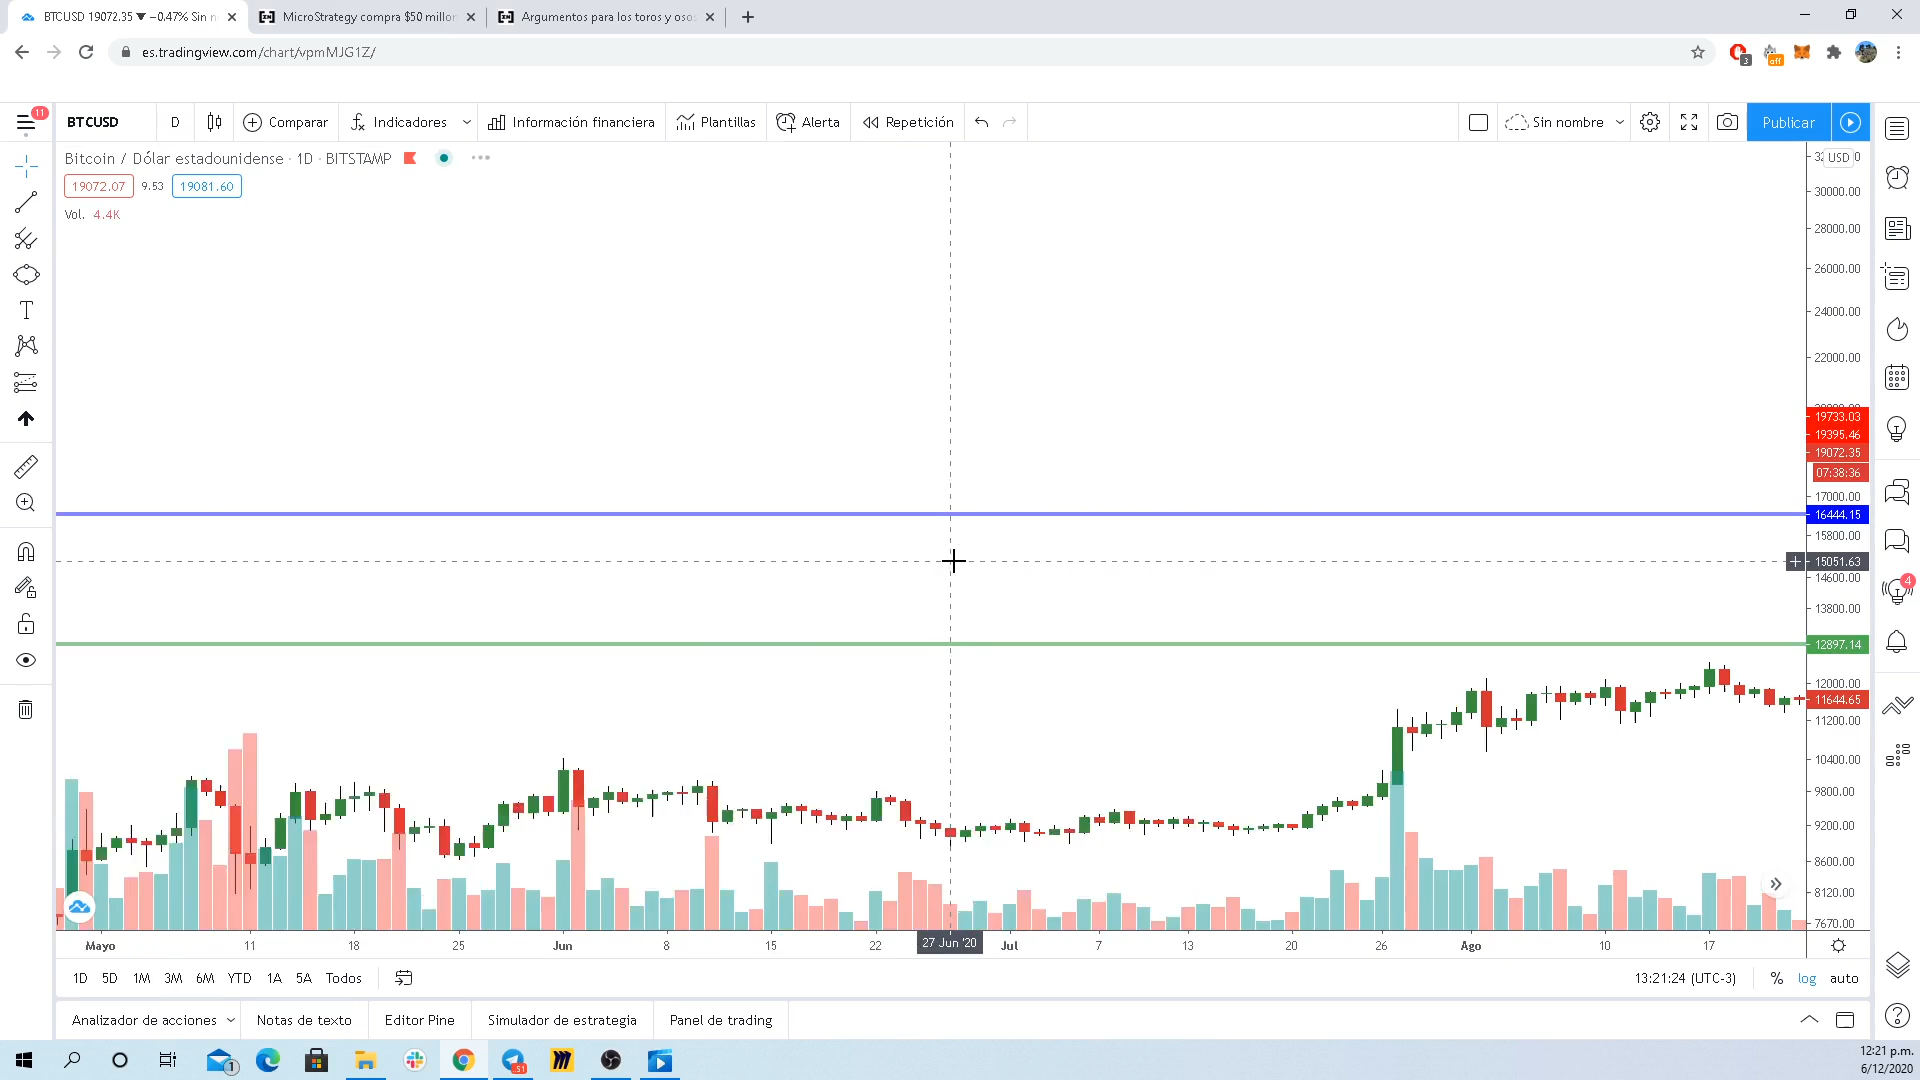 BTCUSD 19072.35 ▼ −0.47% Sin n
MicroStrategy compra $50 millon
Argumentos para los toros y osos
es.tradingview.com/chart/vpmMJG1Z/
3
off
11
BTCUSD
D
Comparar
Indicadores
Información financiera
Plantillas
Alerta
Repetición
Sin nombre
Publicar
Bitcoin / Dólar estadounidense · 1D · BITSTAMP
USD
19072.07
9.53
19081.60
Vol. 4.4K
30000.00
28000.00
26000.00
24000.00
22000.00
19733.03
19395.46
19072.35
07:38:36
17000.00
16444.15
15800.00
15051.63
14600.00
13800.00
12897.14
12000.00
11644.65
11200.00
10400.00
9800.00
9200.00
8600.00
8120.00
7670.00
4
Mayo 11 18 25 Jun 8 15 22 27 Jun '20 Jul 7 13 20 26 Ago 10 17
1D 5D 1M 3M 6M YTD 1A 5A Todos
13:21:24 (UTC-3) % log auto
Analizador de acciones
Notas de texto
Editor Pine
Simulador de estrategia
Panel de trading
1
51
12:21 p.m.
6/12/2020